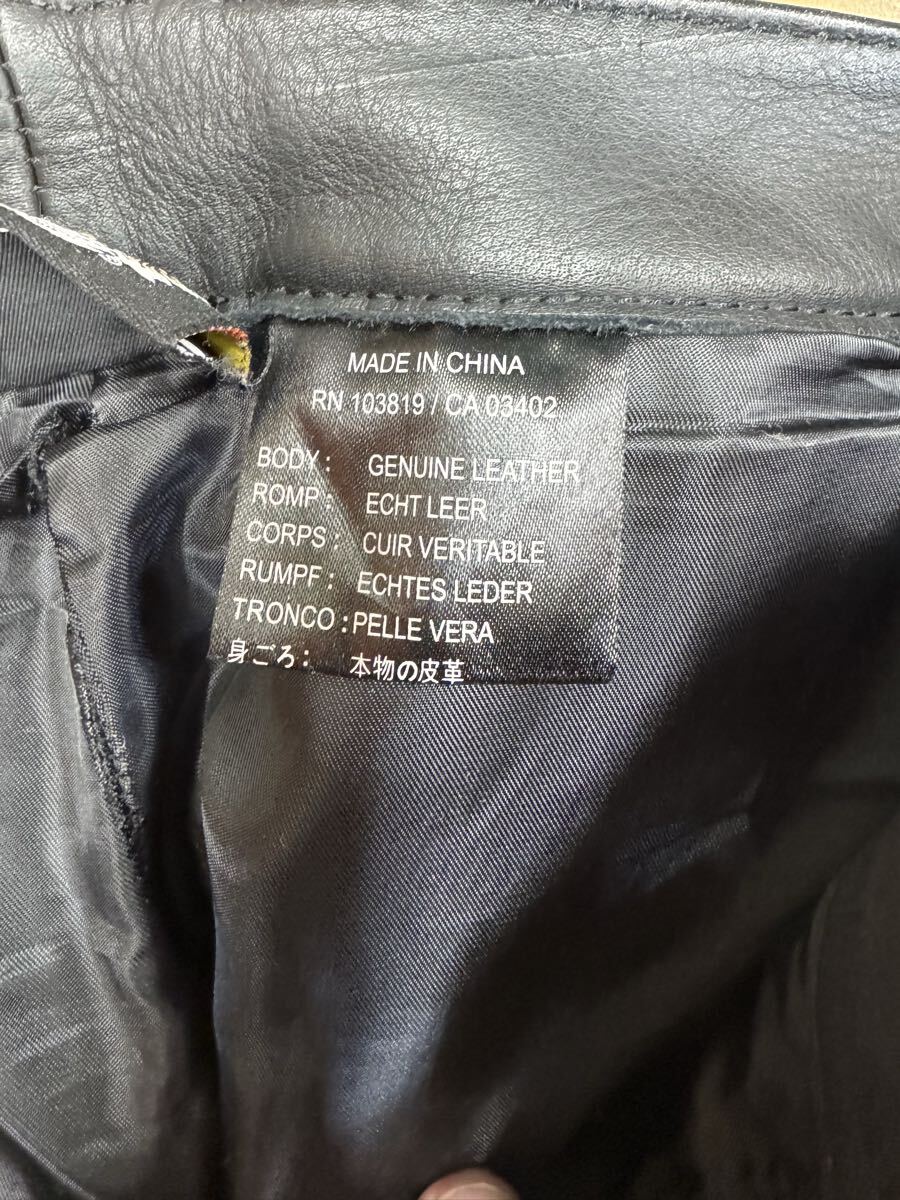 MADE IN CHINA
RN 103819 / CA 03402
BODY: GENUINE LEATHER
ROMP: ECHT LEER
CORPS: CUIR VERITABLE
RUMPF: ECHTES LEDER
TRONCO: PELLE VERA
身ごろ: 本物の皮革